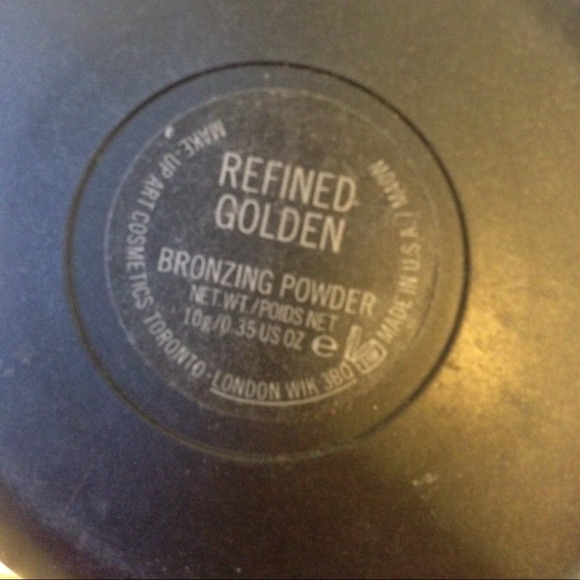 REFINED
GOLDEN
BRONZING POWDER
NET WT./POIDS NET
10g/0.35 US OZ e
MAKE-UP ART COSMETICS TORONTO · LONDON W1K 3BQ
MADE IN U.S.A. /